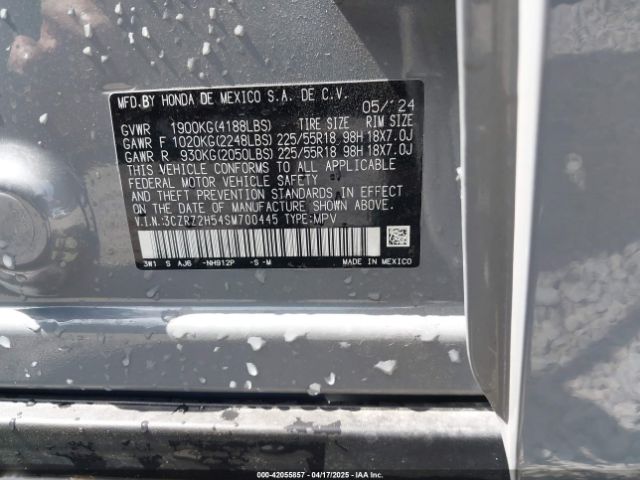 MFD.BY HONDA DE MEXICO S.A. DE C.V. 05/'24
GVWR 1900KG(4188LBS) TIRE SIZE RIM SIZE
GAWR F 1020KG(2248LBS) 225/55R18 98H 18X7.0J
GAWR R 930KG(2050LBS) 225/55R18 98H 18X7.0J
THIS VEHICLE CONFORMS TO ALL APPLICABLE
FEDERAL MOTOR VEHICLE SAFETY
AND THEFT PREVENTION STANDARDS IN EFFECT
ON THE DATE OF MANUFACTURE SHOWN ABOVE.
V.I.N.:3CZRZ2H54SM700445 TYPE:MPV
3W1 S AJ6 -NH912P -S-M MADE IN MEXICO
000-42055857 - 04/17/2025 - IAA Inc.